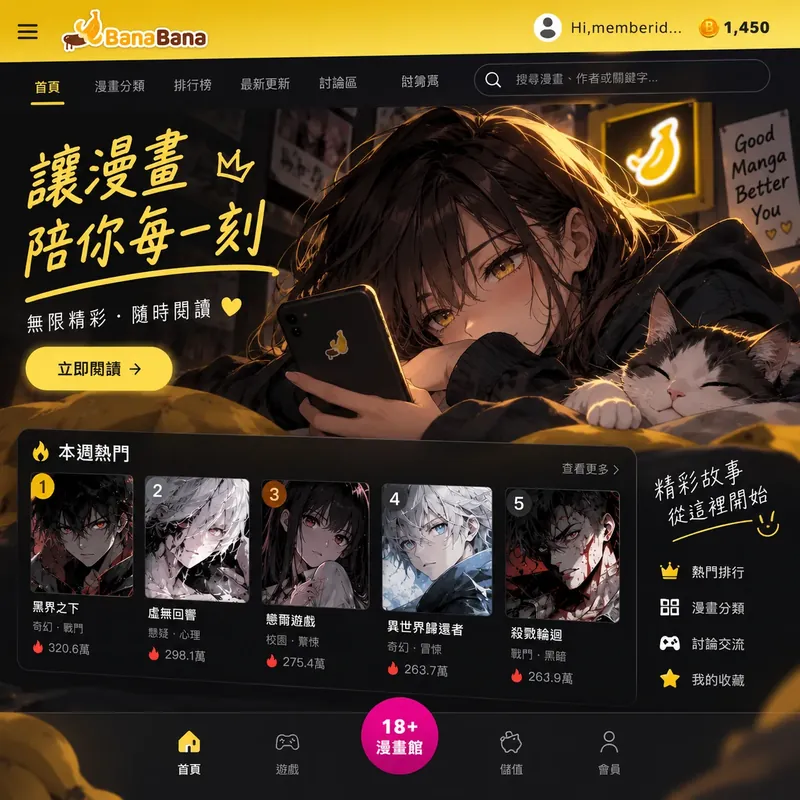 BanaBana
Hi,memberid...
B 1,450
首頁
漫畫分類
排行榜
最新更新
討論區
搜尋漫畫、作者或關鍵字...
讓漫畫
陪你每一刻
無限精彩·隨時閱讀
立即閱讀 →
Good
Manga
Better
You
本週熱門
查看更多 >
1
黑界之下
奇幻·戰鬥
320.6萬
2
虛無回響
懸疑·心理
298.1萬
3
戀爾遊戲
校園·繫悚
275.4萬
4
異世界歸還者
奇幻·冒悚
263.7萬
5
殺戮輪迴
戰鬥·黑暗
263.9萬
精彩故事
從這裡開始
熱門排行
漫畫分類
討論交流
我的收藏
首頁
遊戲
18+
漫畫館
儲值
會員